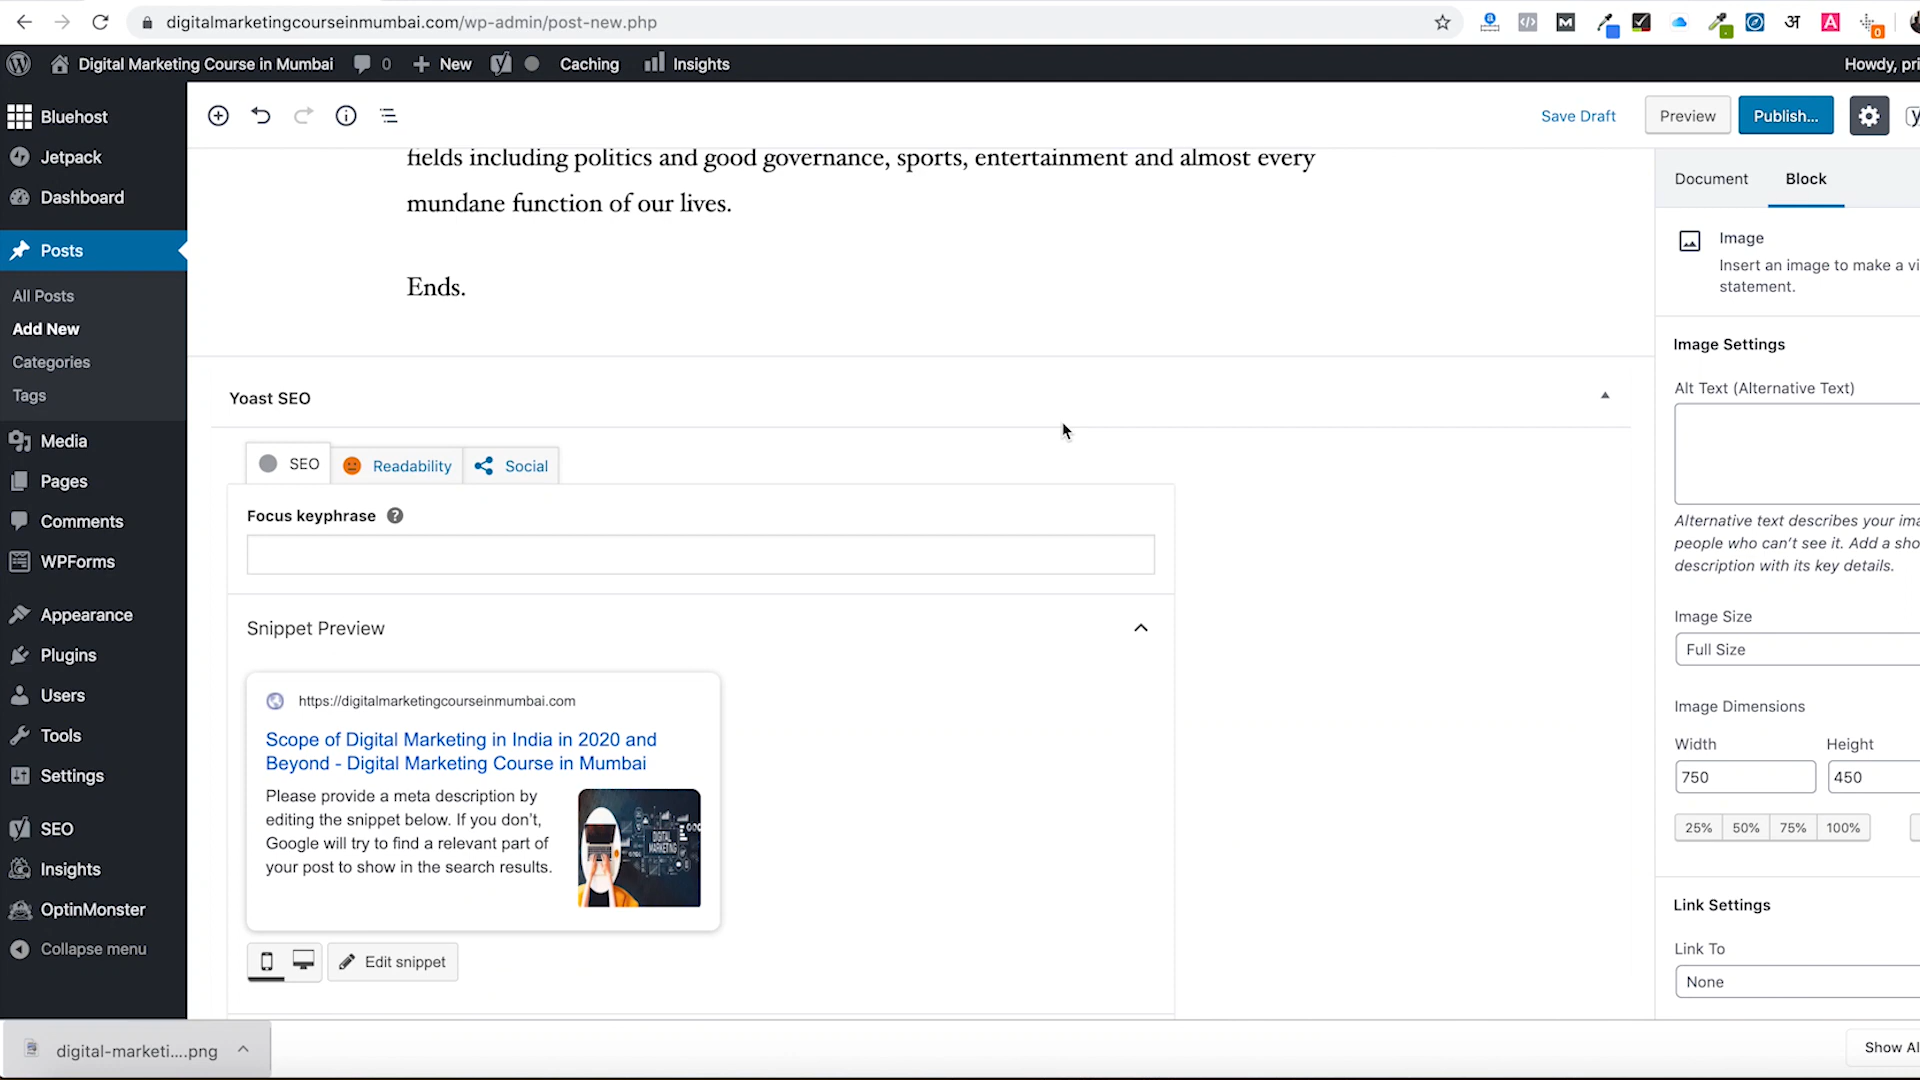 digitalmarketingcourseinmumbai.com/wp-admin/post-new.php
Digital Marketing Course in Mumbai
0
New
Caching
Insights
Howdy, pri
Bluehost
Jetpack
Dashboard
Posts
All Posts
Add New
Categories
Tags
Media
Pages
Comments
WPForms
Appearance
Plugins
Users
Tools
Settings
SEO
Insights
OptinMonster
Collapse menu
Save Draft
Preview
Publish...
fields including politics and good governance, sports, entertainment and almost every
mundane function of our lives.
Ends.
Yoast SEO
SEO
Readability
Social
Focus keyphrase
Snippet Preview
https://digitalmarketingcourseinmumbai.com
Scope of Digital Marketing in India in 2020 and
Beyond - Digital Marketing Course in Mumbai
Please provide a meta description by
editing the snippet below. If you don't,
Google will try to find a relevant part of
your post to show in the search results.
DIGITAL
MARKETING
Edit snippet
Document
Block
Image
Insert an image to make a vi
statement.
Image Settings
Alt Text (Alternative Text)
Alternative text describes your ima
people who can't see it. Add a sho
description with its key details.
Image Size
Full Size
Image Dimensions
Width
Height
750
450
25%
50%
75%
100%
Link Settings
Link To
None
digital-marketi....png
Show Al